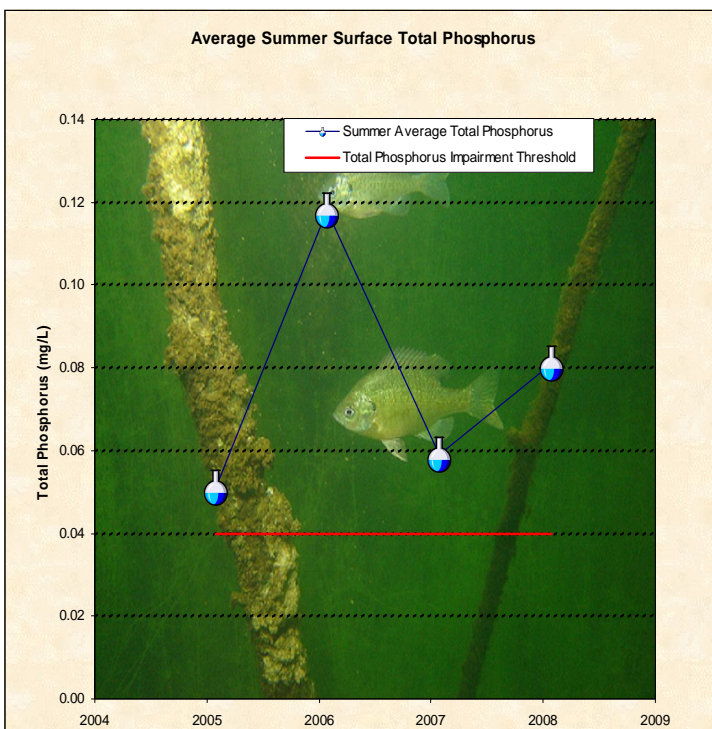 Average Summer Surface Total Phosphorus
Summer Average Total Phosphorus
Total Phosphorus Impairment Threshold
Total Phosphorus (mg/L)
0.14
0.12
0.10
0.08
0.06
0.04
0.02
0.00
2004 2005 2006 2007 2008 2009